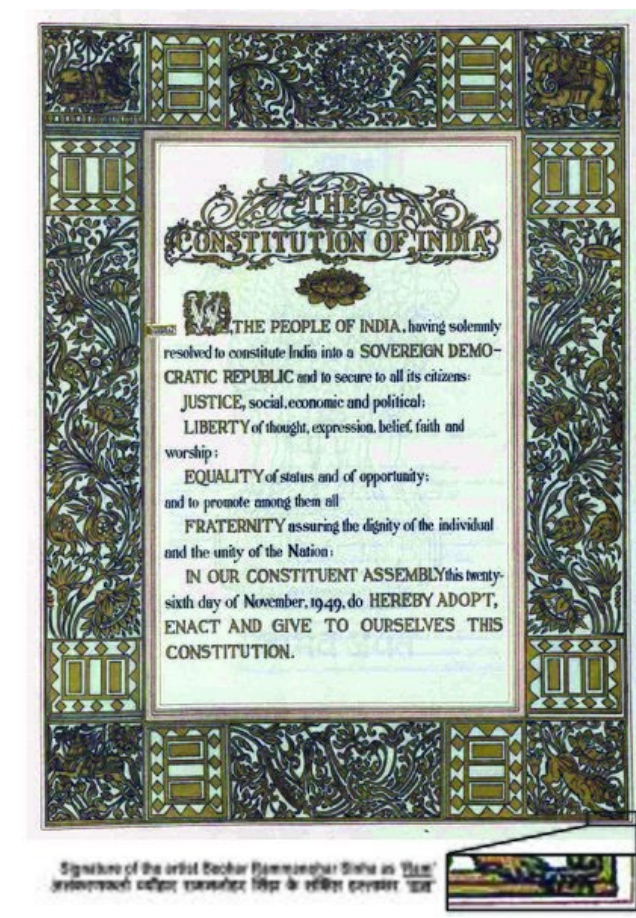 THE
CONSTITUTION OF INDIA
WE, THE PEOPLE OF INDIA, having solemnly
resolved to constitute India into a SOVEREIGN DEMO-
CRATIC REPUBLIC and to secure to all its citizens:
JUSTICE, social, economic and political;
LIBERTY of thought, expression, belief, faith and
worship;
EQUALITY of status and of opportunity;
and to promote among them all
FRATERNITY assuring the dignity of the individual
and the unity of the Nation;
IN OUR CONSTITUENT ASSEMBLY this twenty-
sixth day of November, 1949, do HEREBY ADOPT,
ENACT AND GIVE TO OURSELVES THIS
CONSTITUTION.
Signature of the artist Beohar Rammanohar Sinha as 'Ram'
ब्यौहार राममनोहर सिंहा के